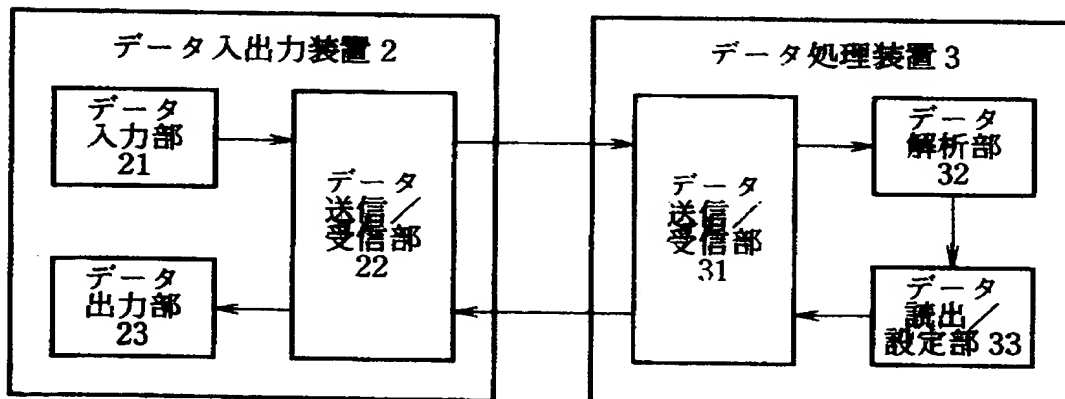 データ入出力装置2
データ
入力部
21
データ
送信／
受信部
22
データ
出力部
23
データ処理装置3
データ
送信／
受信部
31
データ
解析部
32
データ
読出／
設定部 33